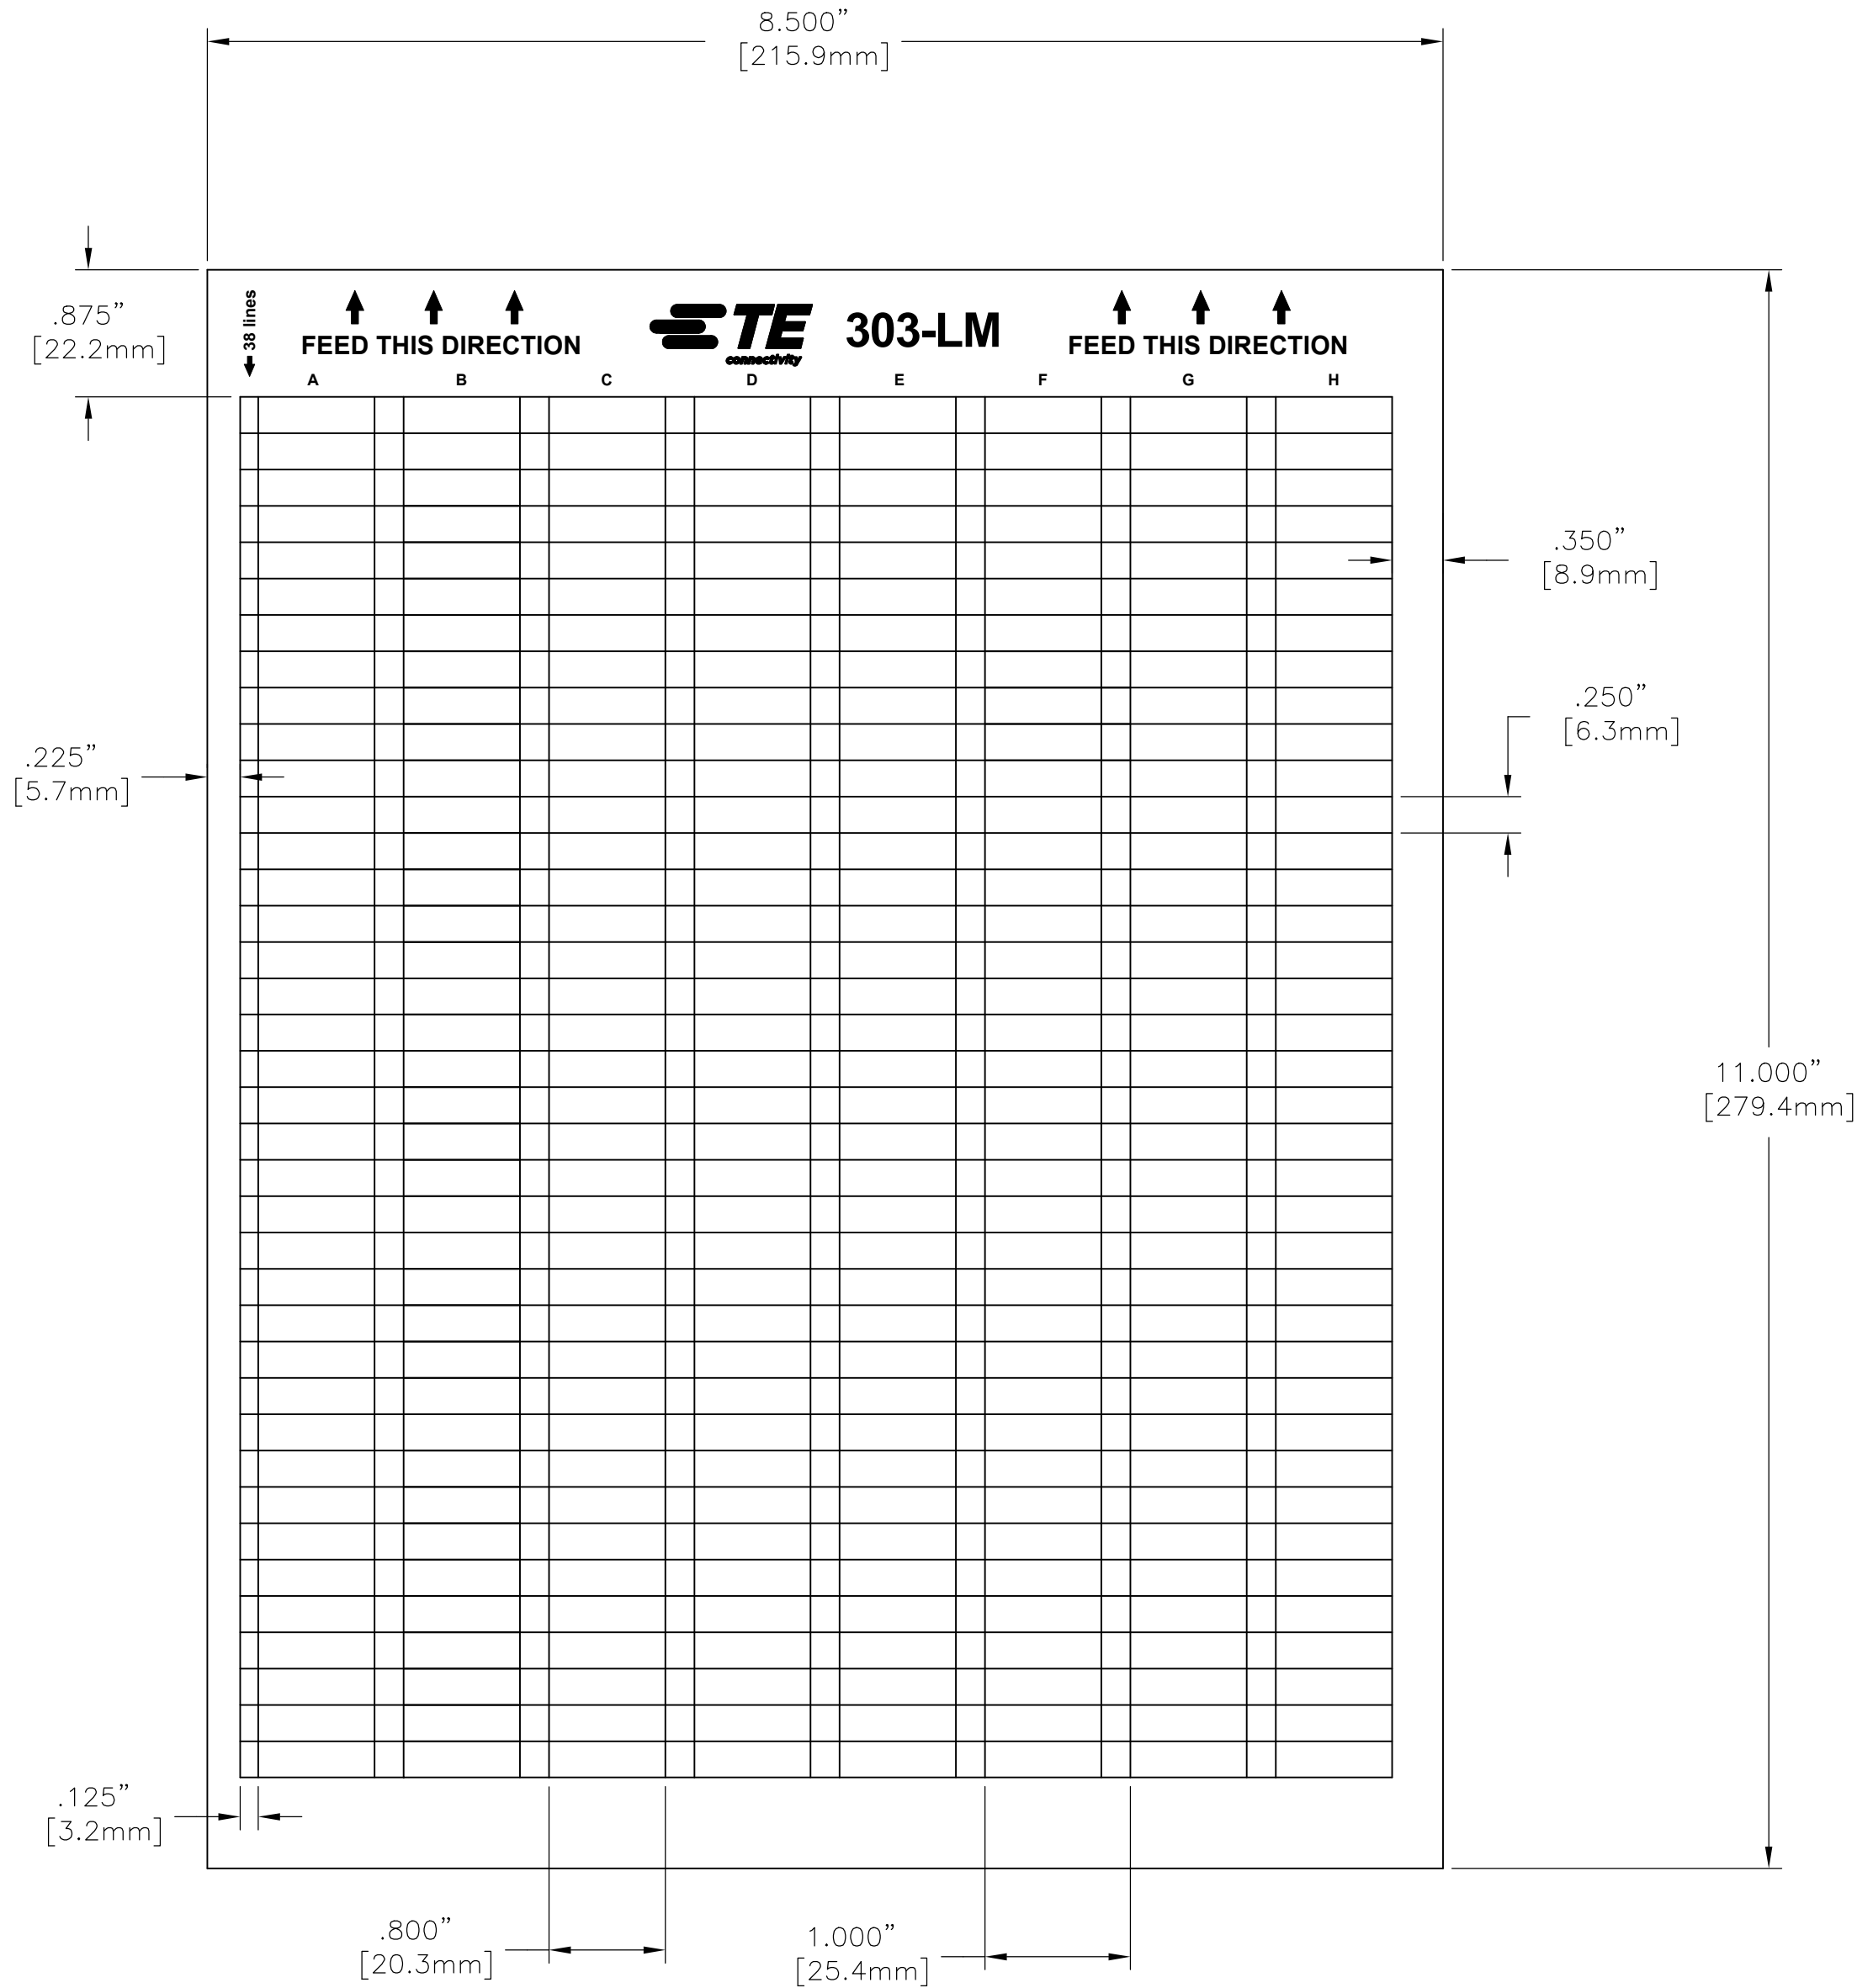 8.500”
[215.9mm]
.875”
[22.2mm]
38 lines
FEED THIS DIRECTION
TE
connectivity
303-LM
FEED THIS DIRECTION
A B C D E F G H
.350”
[8.9mm]
.250”
[6.3mm]
.225”
[5.7mm]
11.000”
[279.4mm]
.125”
[3.2mm]
.800”
[20.3mm]
1.000”
[25.4mm]